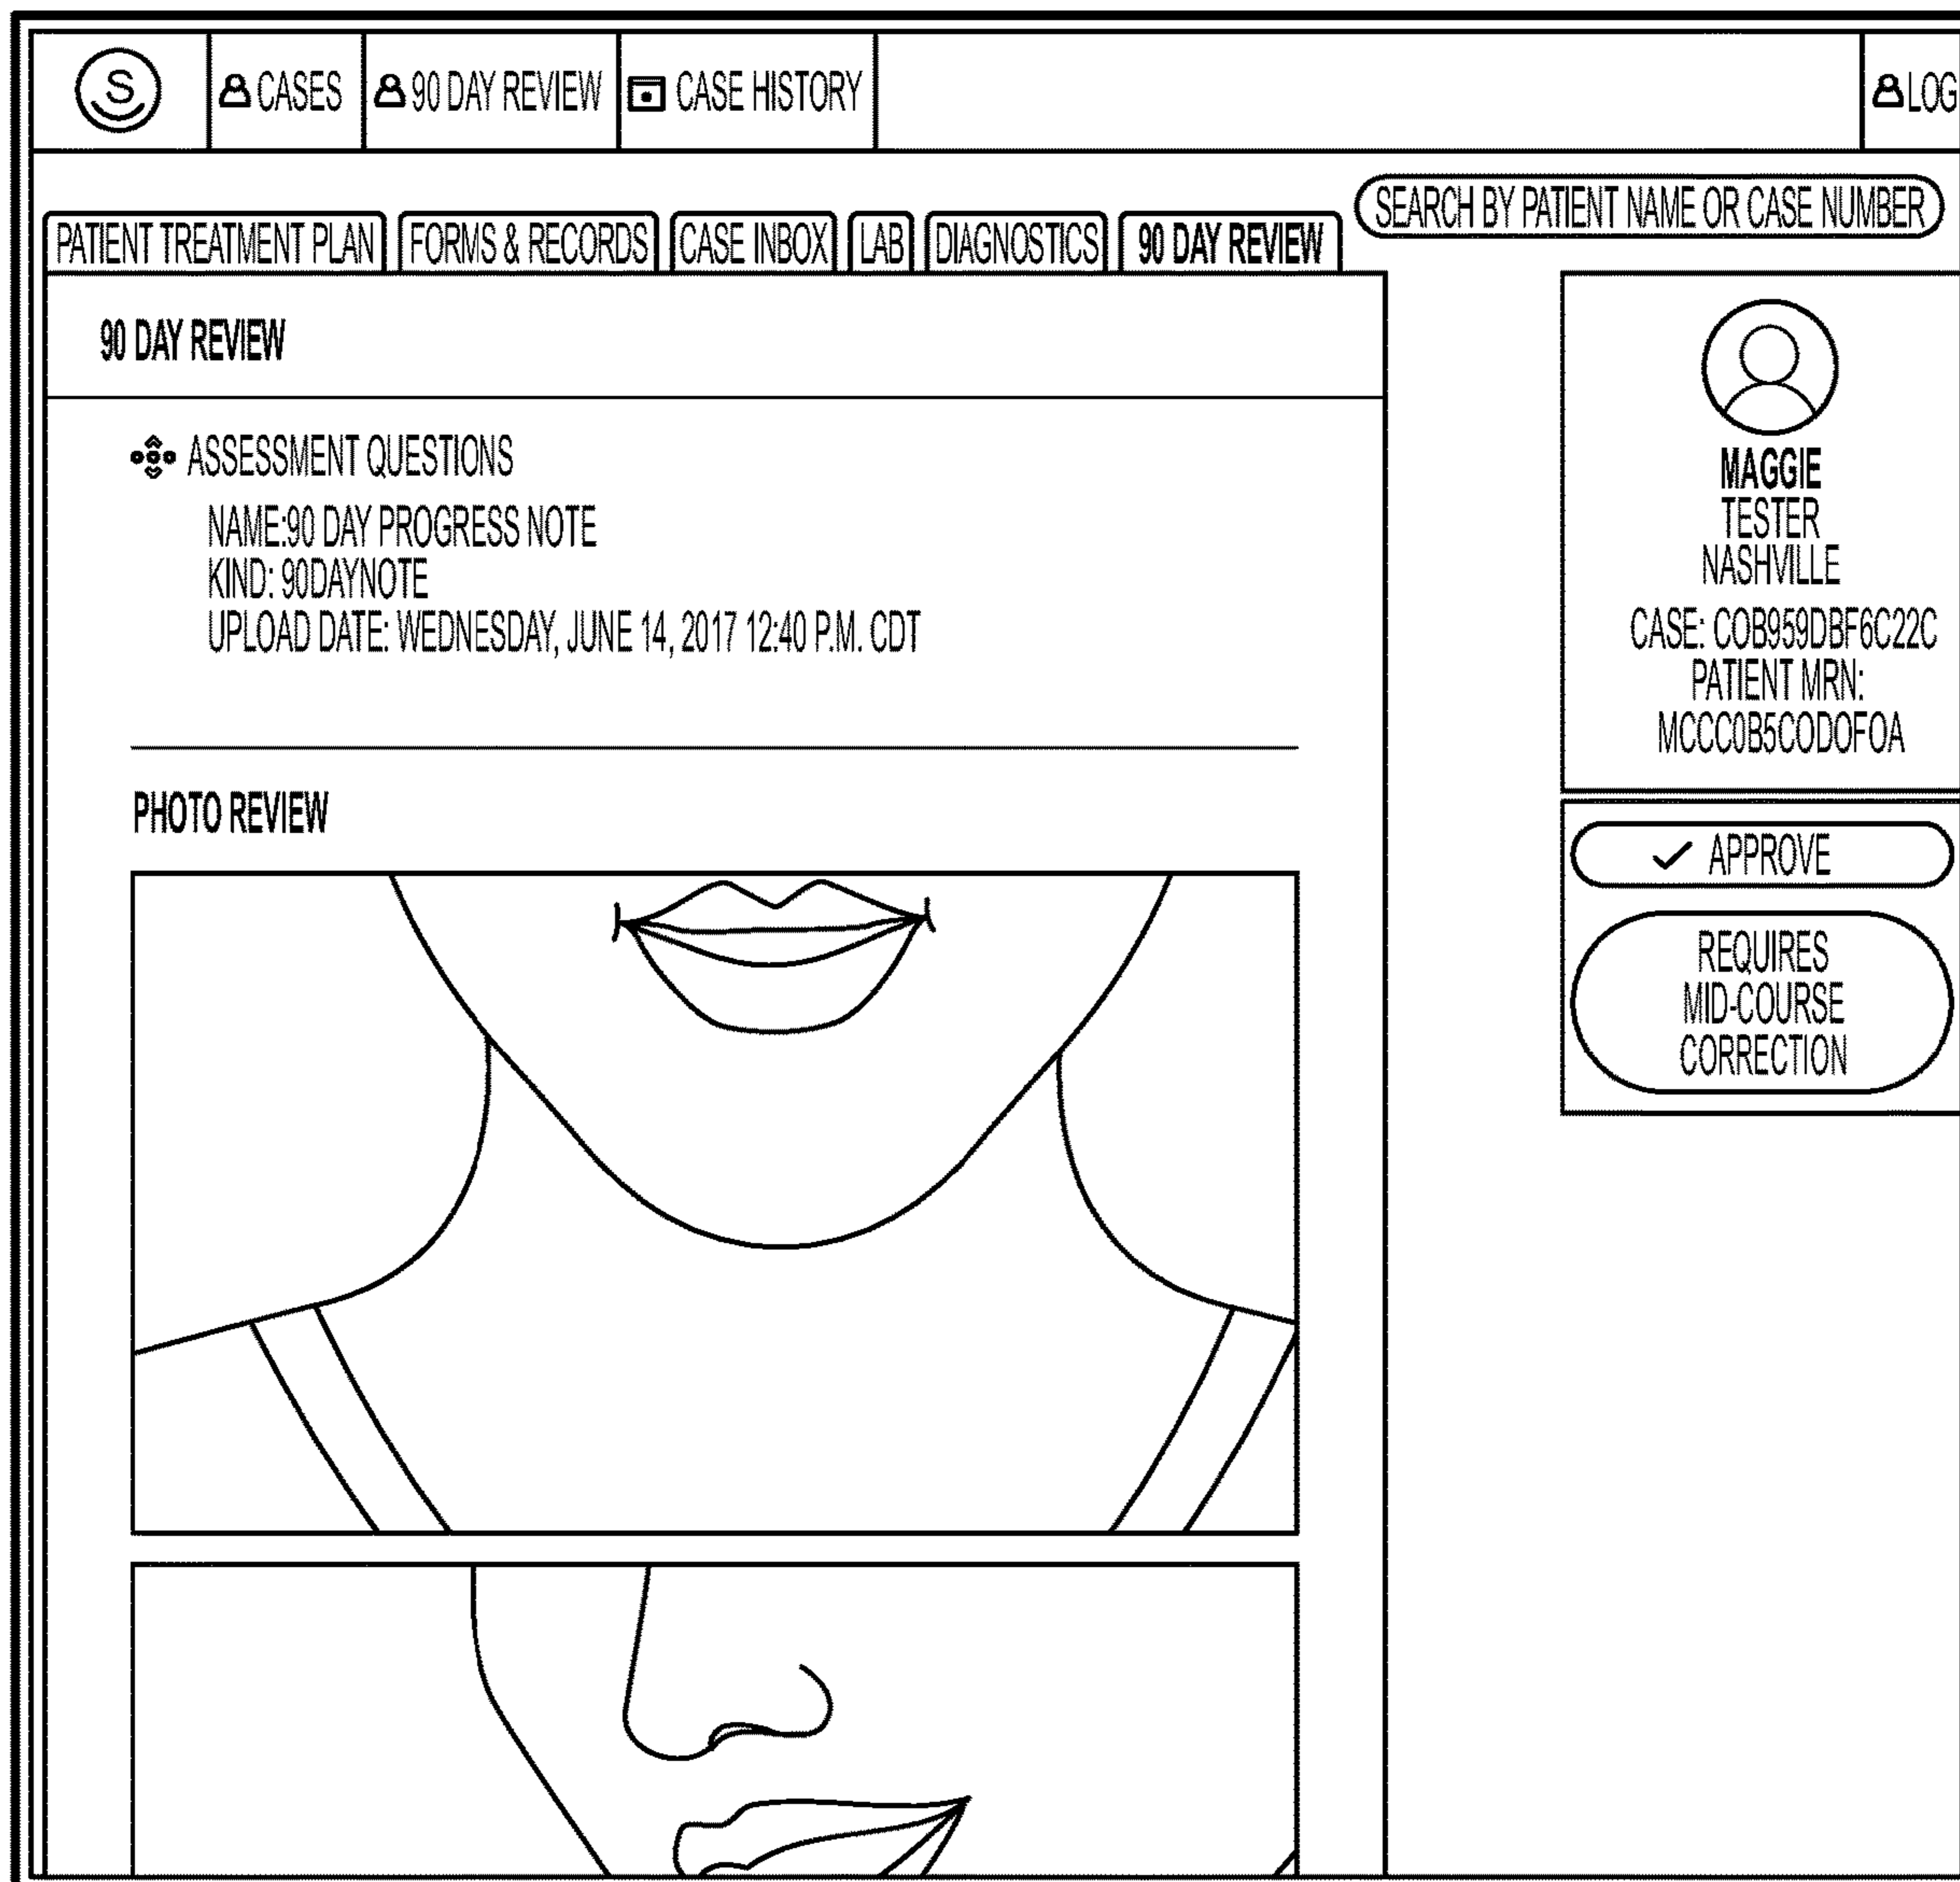 S
CASES
90 DAY REVIEW
CASE HISTORY
LOG
SEARCH BY PATIENT NAME OR CASE NUMBER
PATIENT TREATMENT PLAN
FORMS & RECORDS
CASE INBOX
LAB
DIAGNOSTICS
90 DAY REVIEW
90 DAY REVIEW
ASSESSMENT QUESTIONS
NAME:90 DAY PROGRESS NOTE
KIND: 90DAYNOTE
UPLOAD DATE: WEDNESDAY, JUNE 14, 2017 12:40 P.M. CDT
PHOTO REVIEW
MAGGIE
TESTER
NASHVILLE
CASE: COB959DBF6C22C
PATIENT MRN:
MCCC0B5CODOFOA
APPROVE
REQUIRES
MID-COURSE
CORRECTION